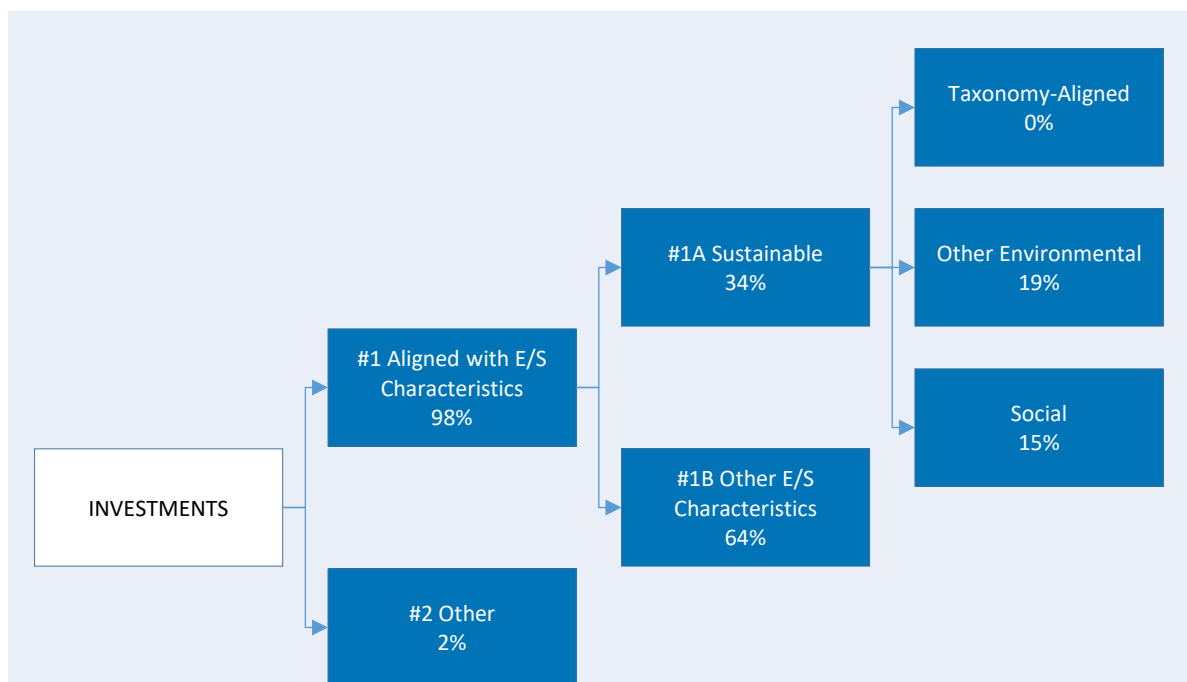 INVESTMENTS
#1 Aligned with E/S
Characteristics
98%
#2 Other
2%
#1A Sustainable
34%
#1B Other E/S
Characteristics
64%
Taxonomy-Aligned
0%
Other Environmental
19%
Social
15%